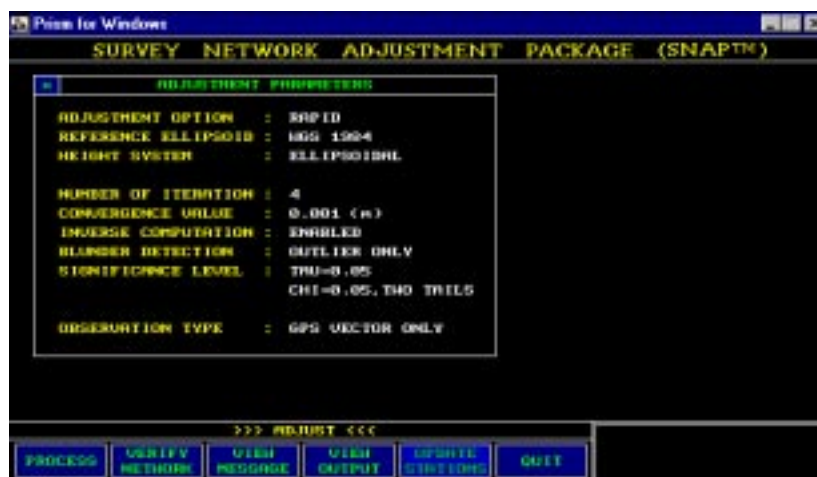 Prism for Windows
SURVEY NETWORK ADJUSTMENT PACKAGE (SNAP™)
ADJUSTMENT PARAMETERS
ADJUSTMENT OPTION : RAPID
REFERENCE ELLIPSOID : WGS 1984
HEIGHT SYSTEM : ELLIPSOIDAL
NUMBER OF ITERATION : 4
CONVERGENCE VALUE : 0.001 (m)
INVERSE COMPUTATION : ENABLED
BLUNDER DETECTION : OUTLIER ONLY
SIGNIFICANCE LEVEL : TAU=0.05
CHI=0.05,TWO TAILS
OBSERVATION TYPE : GPS VECTOR ONLY
>>> ADJUST <<<
PROCESS
VERIFY NETWORK
VIEW MESSAGE
VIEW OUTPUT
UPDATE STATIONS
QUIT